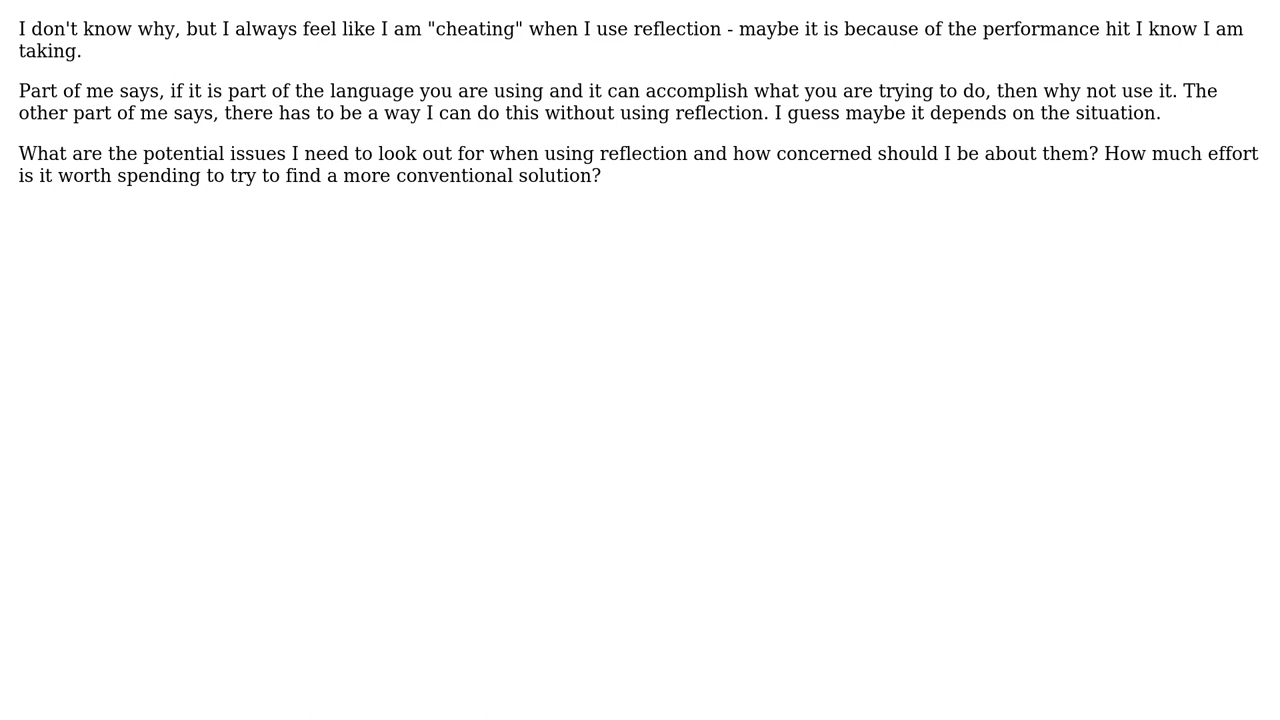 I don't know why, but I always feel like I am "cheating" when I use reflection - maybe it is because of the performance hit I know I am
taking.
Part of me says, if it is part of the language you are using and it can accomplish what you are trying to do, then why not use it. The
other part of me says, there has to be a way I can do this without using reflection. I guess maybe it depends on the situation.
What are the potential issues I need to look out for when using reflection and how concerned should I be about them? How much effort
is it worth spending to try to find a more conventional solution?